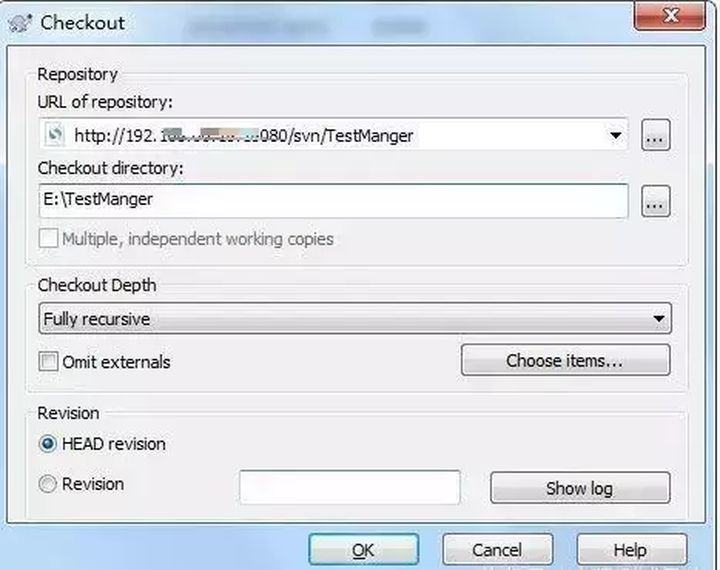 Checkout
Repository
URL of repository:
http://192. 080/svn/TestManger
...
Checkout directory:
E:\TestManger
...
Multiple, independent working copies
Checkout Depth
Fully recursive
Omit externals
Choose items...
Revision
HEAD revision
Revision
Show log
OK
Cancel
Help